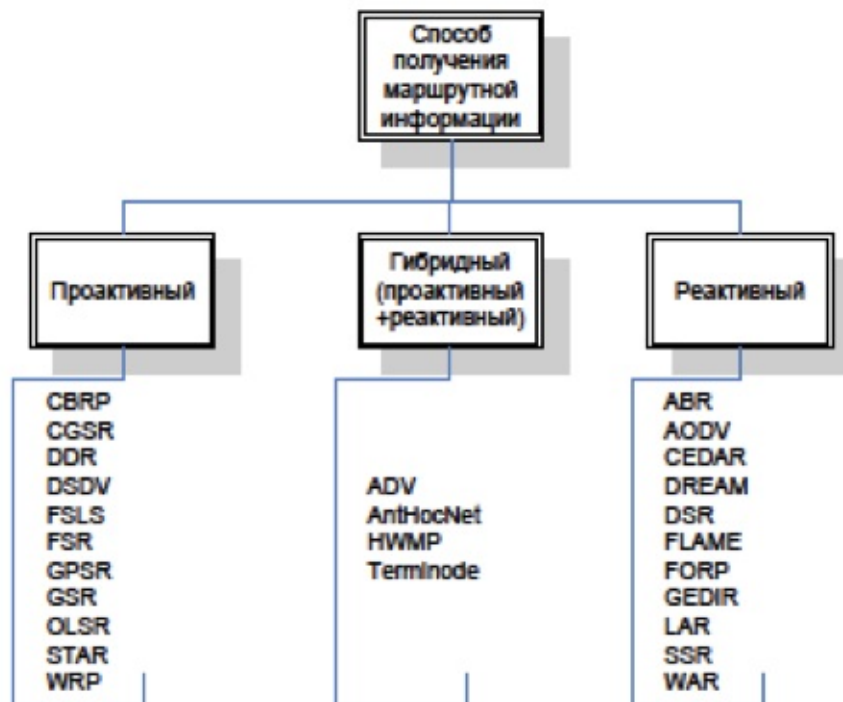 Способ
получения
маршрутной
информации
Проактивный
Гибридный
(проактивный
+реактивный)
Реактивный
CBRP
CGSR
DDR
DSDV
FSLS
FSR
GPSR
GSR
OLSR
STAR
WRP
ADV
AntHocNet
HWMP
Terminode
ABR
AODV
CEDAR
DREAM
DSR
FLAME
FORP
GEDIR
LAR
SSR
WAR